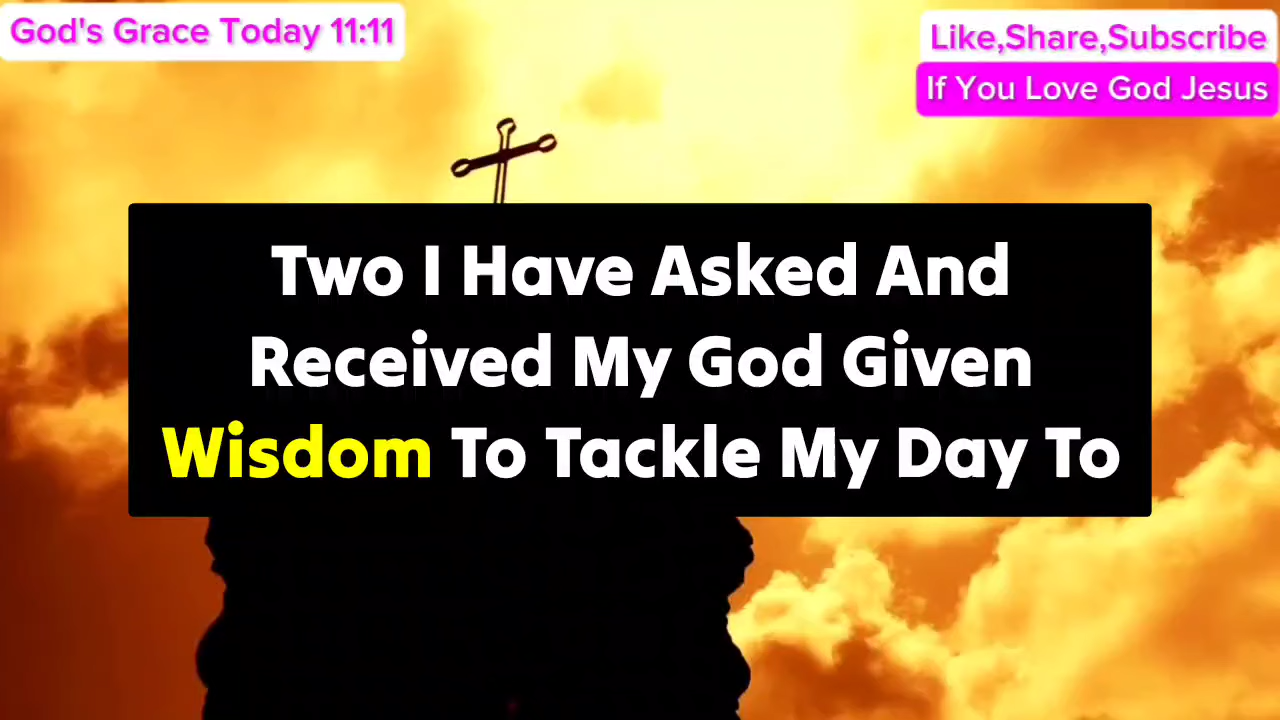 God's Grace Today 11:11
Like,Share,Subscribe
If You Love God Jesus
Two I Have Asked And
Received My God Given
Wisdom To Tackle My Day To